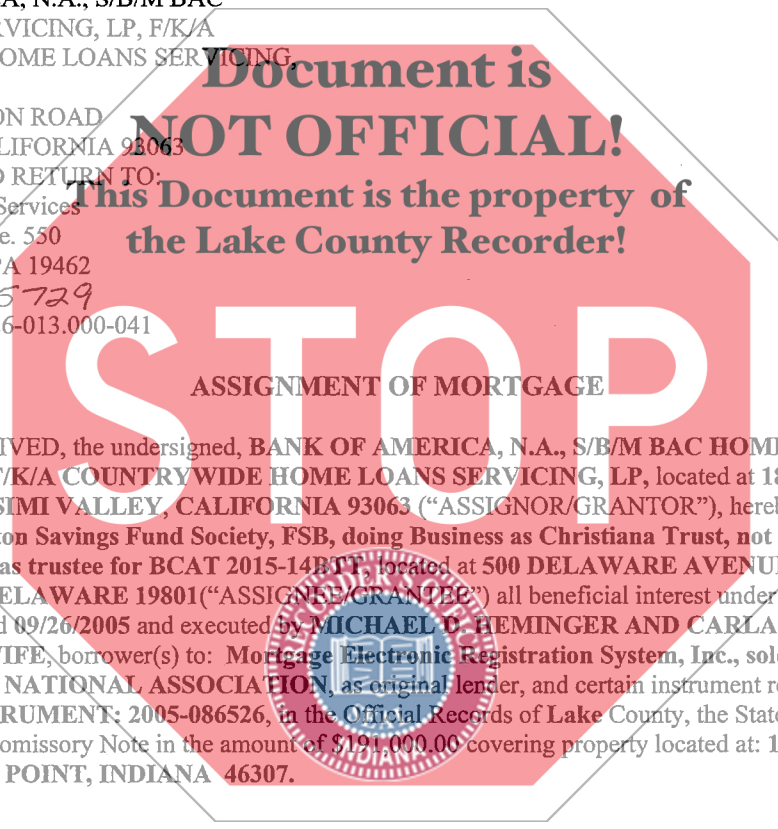 A, N.A., S/B/M BAC
RVICING, LP, F/K/A
OME LOANS SERVICING,
Document is
ON ROAD
NOT OFFICIAL!
LIFORNIA 93063
D RETURN TO:
This Document is the property of
Services
the Lake County Recorder!
e. 550
PA 19462
5729
6-013.000-041
STOP
ASSIGNMENT OF MORTGAGE
IVED, the undersigned, BANK OF AMERICA, N.A., S/B/M BAC HOME
F/K/A COUNTRYWIDE HOME LOANS SERVICING, LP, located at 18
SIMI VALLEY, CALIFORNIA 93063 ("ASSIGNOR/GRANTOR"), hereb
ton Savings Fund Society, FSB, doing Business as Christiana Trust, not
as trustee for BCAT 2015-14BTT, located at 500 DELAWARE AVENU
DELAWARE 19801("ASSIGNEE/GRANTEE") all beneficial interest under
d 09/26/2005 and executed by MICHAEL D. HEMINGER AND CARLA
WIFE, borrower(s) to: Mortgage Electronic Registration System, Inc., sol
NATIONAL ASSOCIATION, as original lender, and certain instrument re
RUMENT: 2005-086526, in the Official Records of Lake County, the State
omissory Note in the amount of $191,000.00 covering property located at: 1
POINT, INDIANA 46307.
RECORDER'S OFFICE
INDIANA